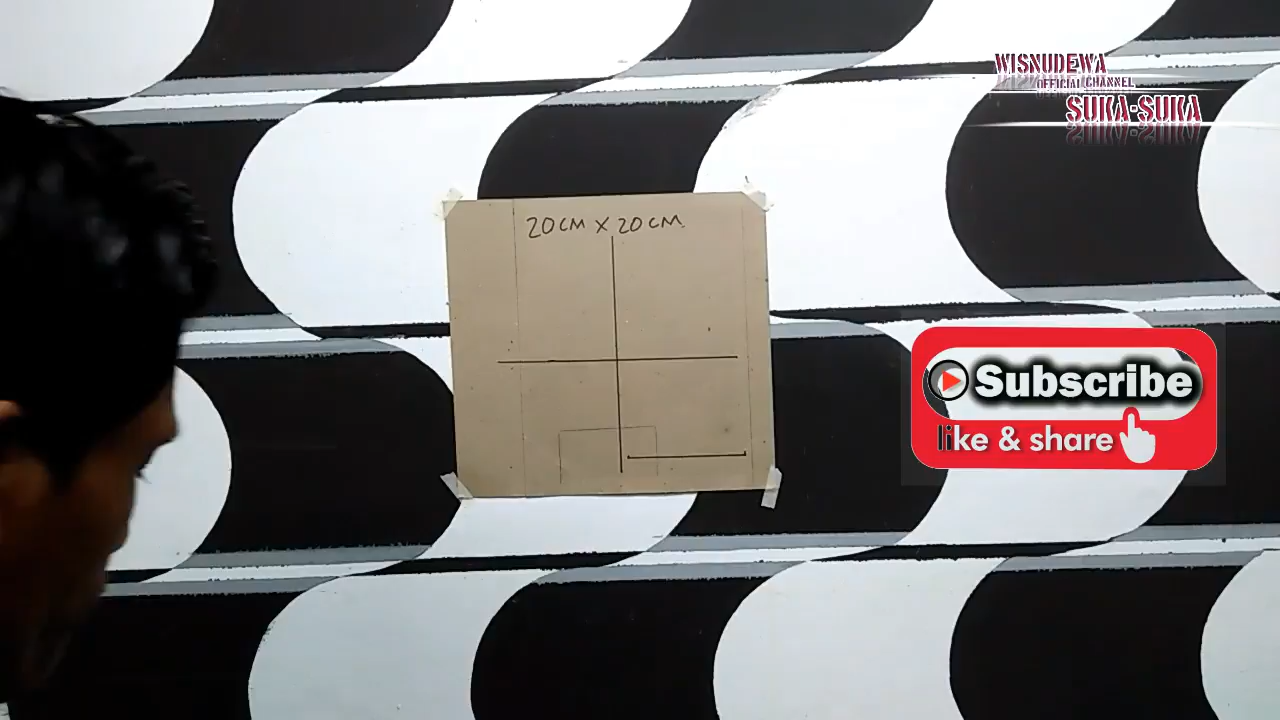 WISNUDEWA
OFFICIAL CHANNEL
SUKA-SUKA
20CM X 20CM
Subscribe
like & share